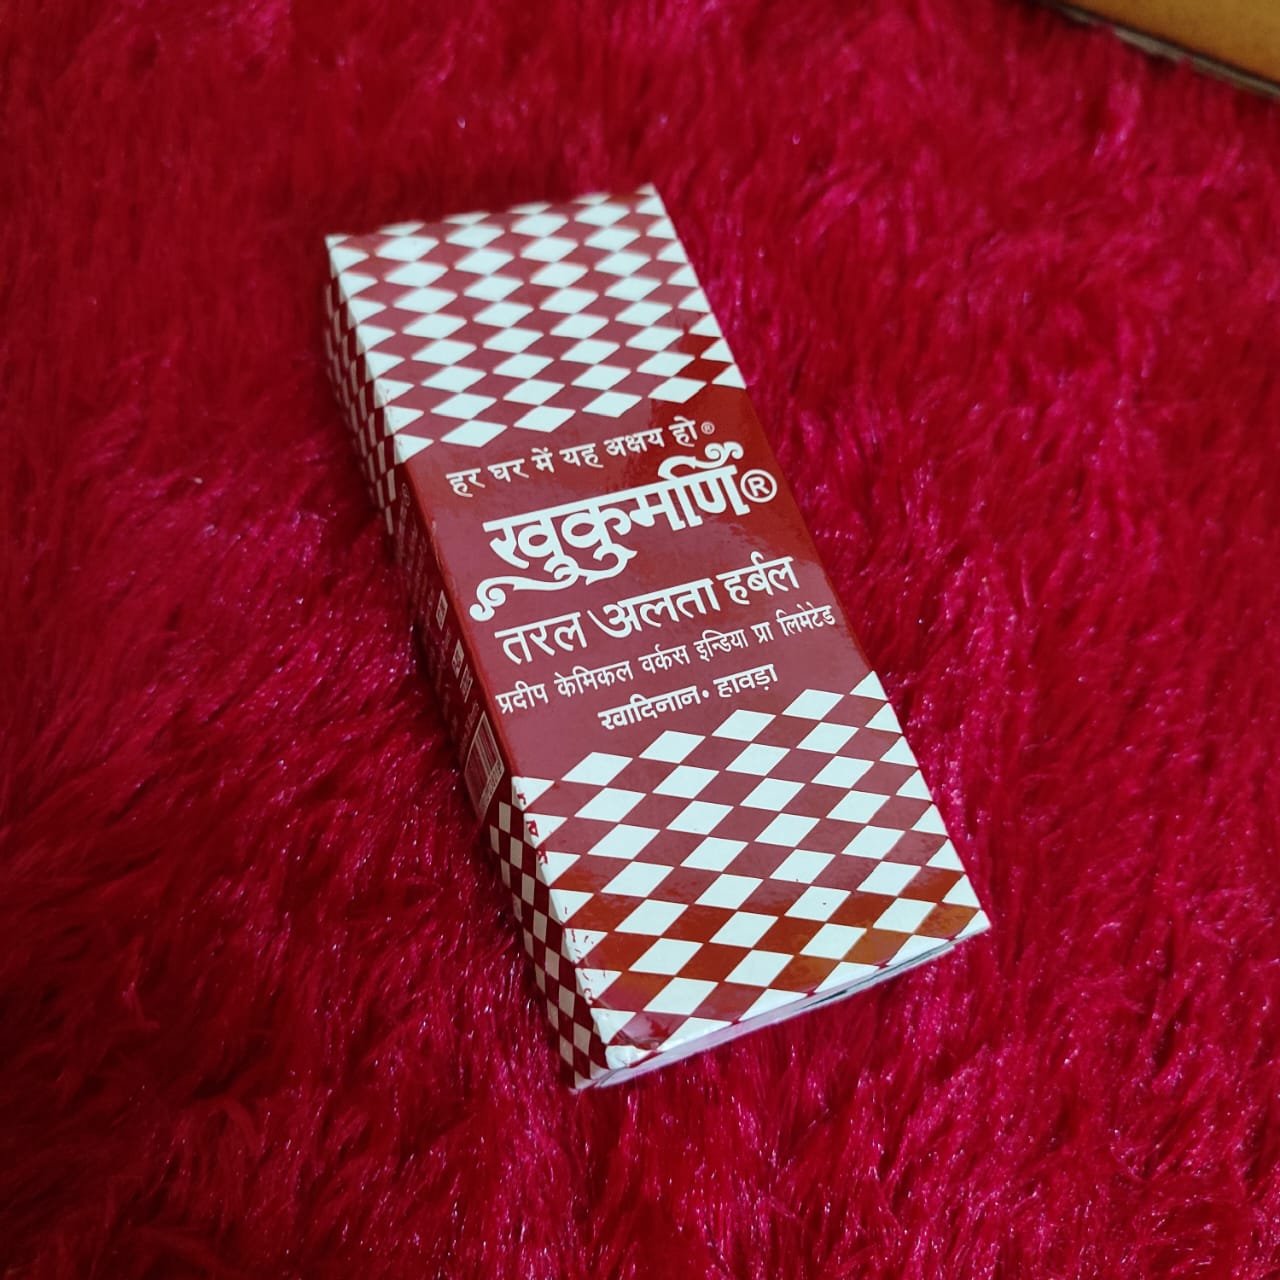 हर घर में यह अक्षय हो®
खुकुमणि®
तरल अलता हर्बल
प्रदीप केमिकल वर्कस इन्डिया प्रा लिमेटेड
खादिनान • हावड़ा